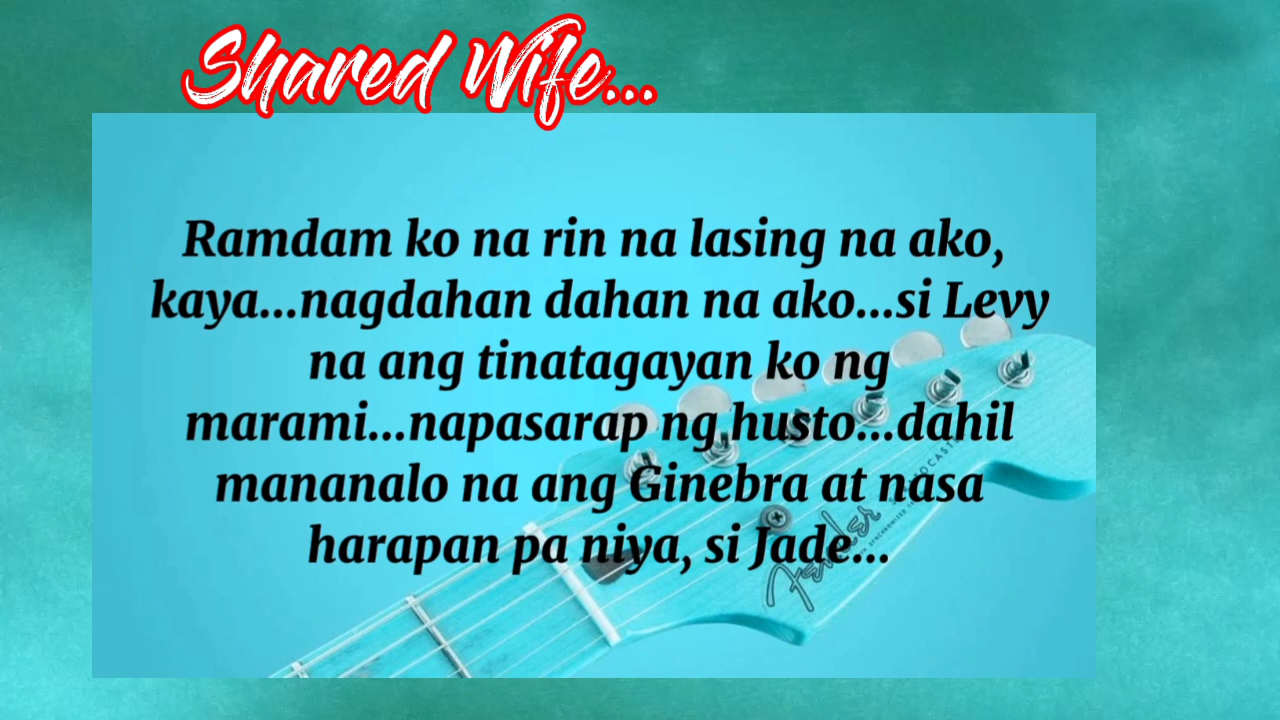 Shared Wife...
Ramdam ko na rin na lasing na ako,
kaya...nagdahan dahan na ako...si Levy
na ang tinatagayan ko ng
marami...napasarap ng husto...dahil
mananalo na ang Ginebra at nasa
harapan pa niya, si Jade...
Fender